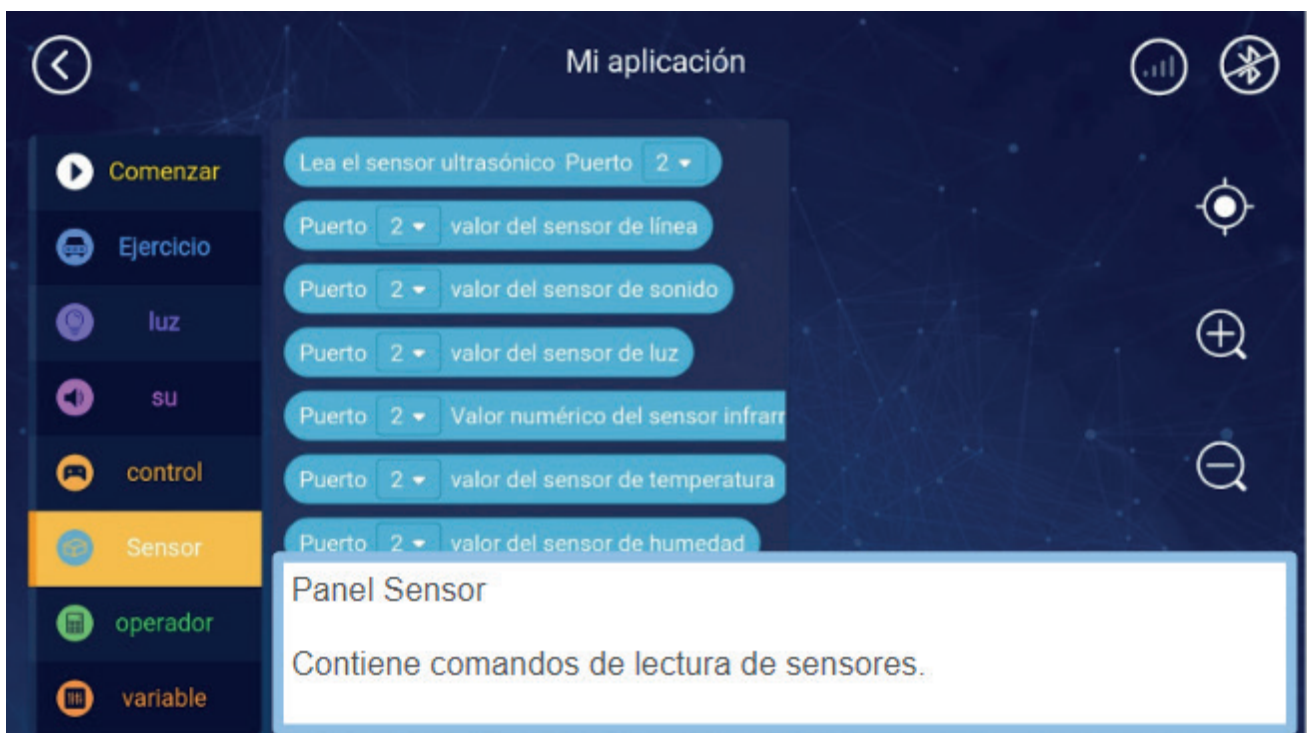 Mi aplicación
Comenzar
Ejercicio
luz
su
control
Sensor
operador
variable
Lea el sensor ultrasónico Puerto 2
Puerto 2 valor del sensor de línea
Puerto 2 valor del sensor de sonido
Puerto 2 valor del sensor de luz
Puerto 2 Valor numérico del sensor infrarr
Puerto 2 valor del sensor de temperatura
Puerto 2 valor del sensor de humedad
Panel Sensor
Contiene comandos de lectura de sensores.